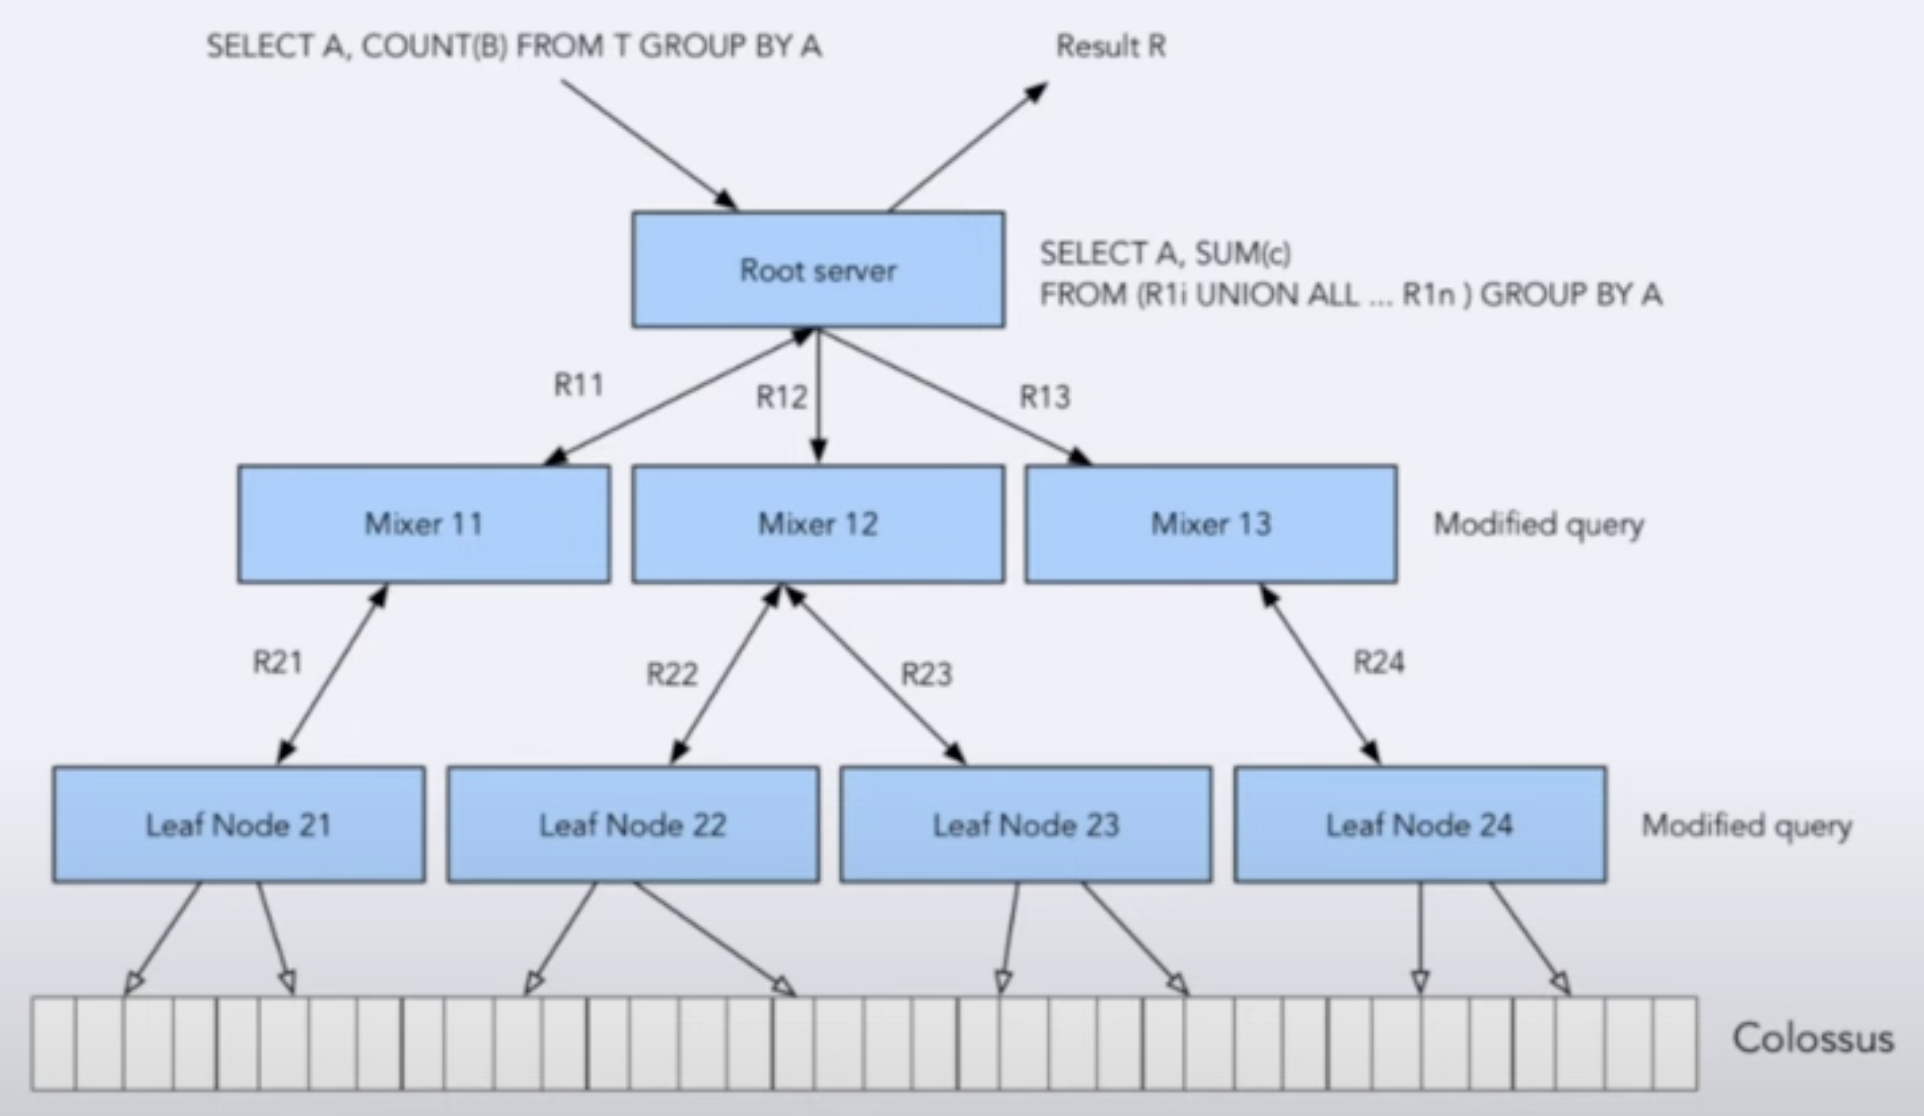 SELECT A, COUNT(B) FROM T GROUP BY A
Result R
Root server
SELECT A, SUM(c)
FROM (R1i UNION ALL ... R1n ) GROUP BY A
R11
R12
R13
Mixer 11
Mixer 12
Mixer 13
Modified query
R21
R22
R23
R24
Leaf Node 21
Leaf Node 22
Leaf Node 23
Leaf Node 24
Modified query
Colossus